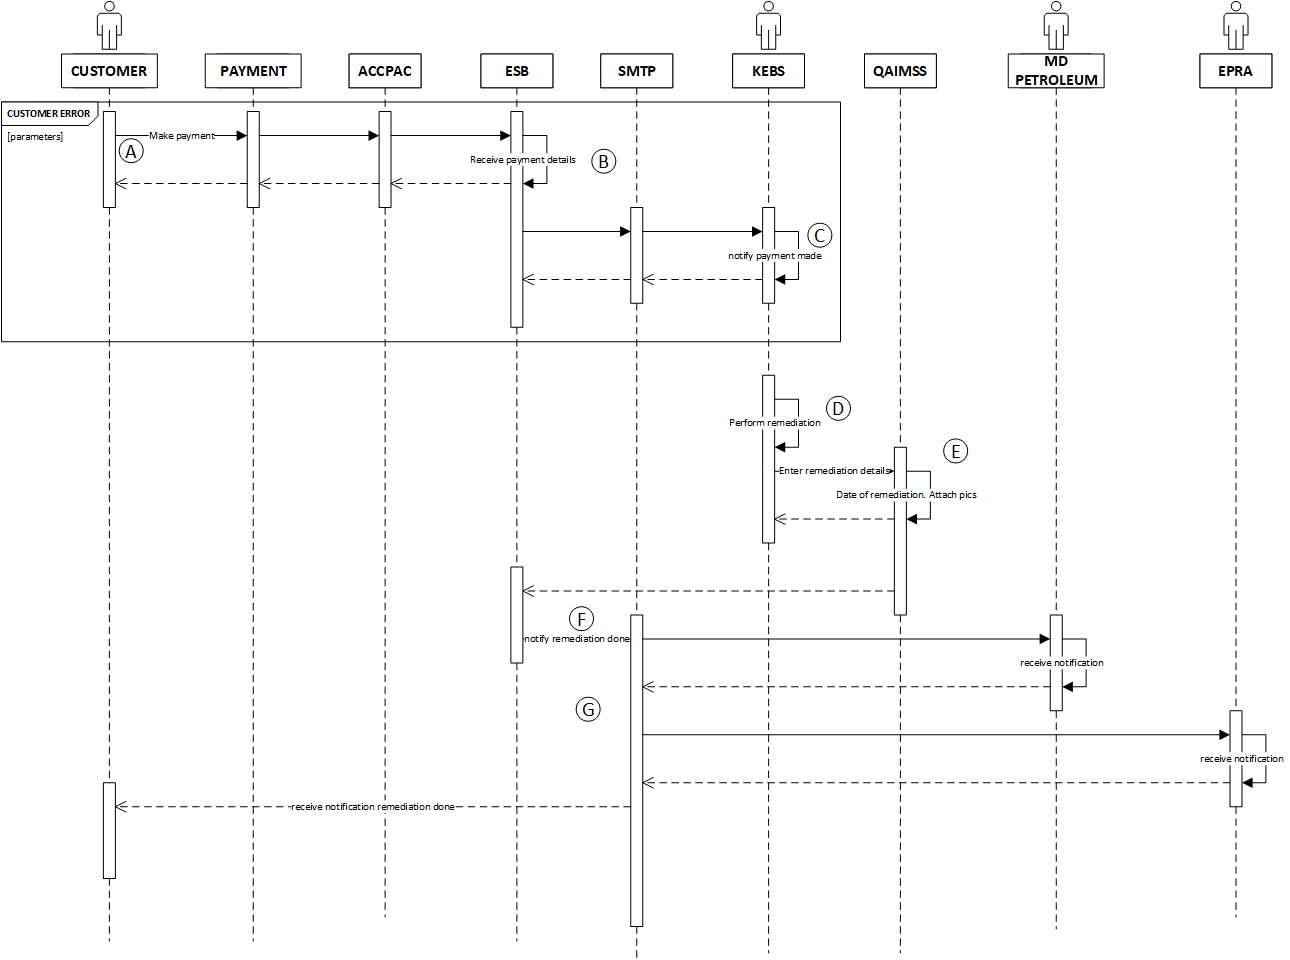 CUSTOMER
PAYMENT
ACCPAC
ESB
SMTP
KEBS
QAIMSS
MD
PETROLEUM
EPRA
CUSTOMER ERROR
[parameters]
Make payment
A
Receive payment details
B
C
notify payment made
D
Perform remediation
E
Enter remediation details
Date of remediation. Attach pics
F
notify remediation done
receive notification
G
receive notification
receive notification remediation done